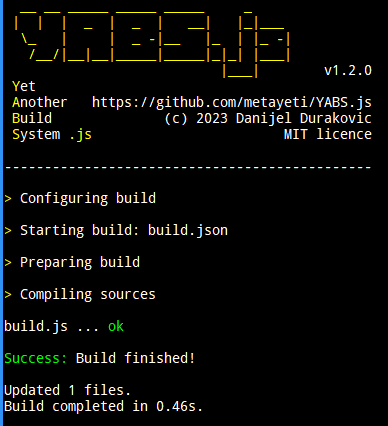 YABS.js
v1.2.0
Yet
Another https://github.com/metayeti/YABS.js
Build (c) 2023 Danijel Durakovic
System .js MIT licence
-----------------------------------------------
> Configuring build
> Starting build: build.json
> Preparing build
> Compiling sources
build.js ... ok
Success: Build finished!
Updated 1 files.
Build completed in 0.46s.